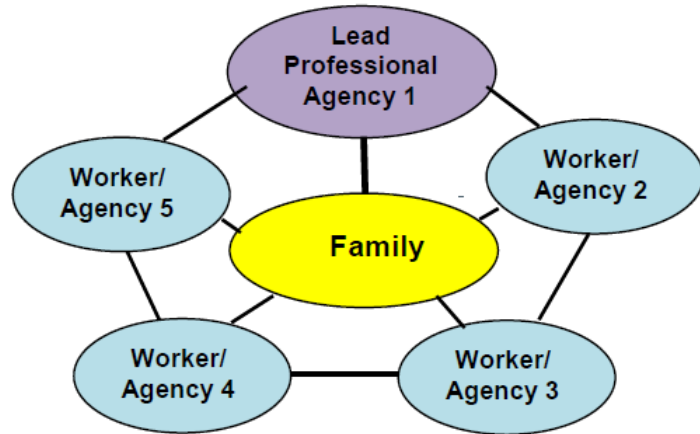 Lead
Professional
Agency 1
Worker/
Agency 5
Worker/
Agency 2
Family
Worker/
Agency 4
Worker/
Agency 3